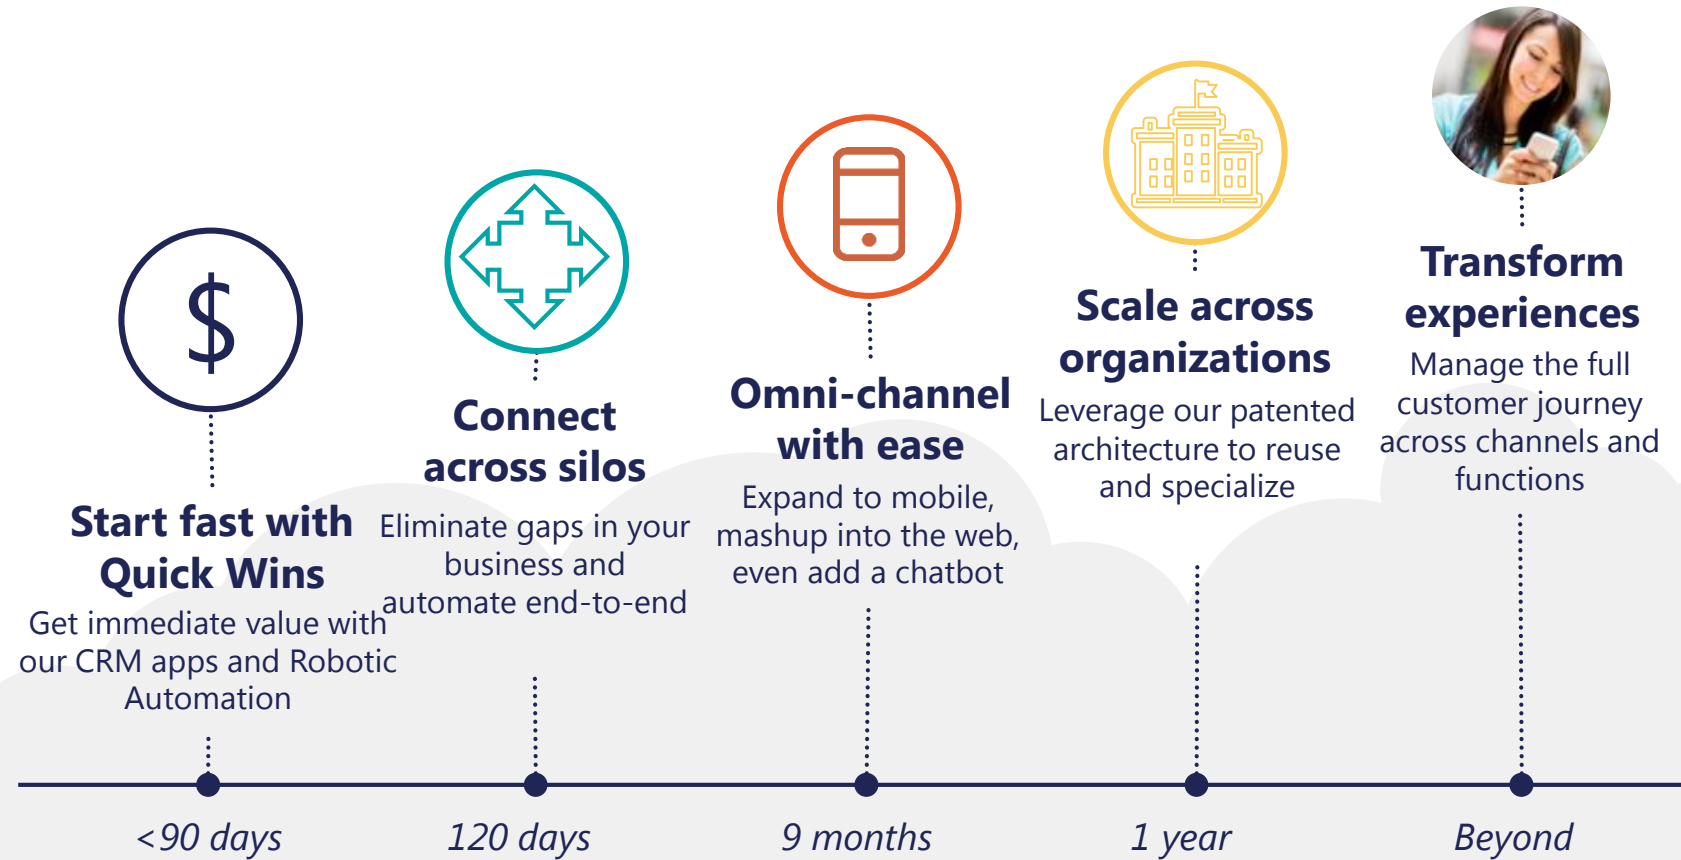 $
Start fast with
Quick Wins
Get immediate value with
our CRM apps and Robotic
Automation
<90 days
Connect
across silos
Eliminate gaps in your
business and
automate end-to-end
120 days
Omni-channel
with ease
Expand to mobile,
mashup into the web,
even add a chatbot
9 months
Scale across
organizations
Leverage our patented
architecture to reuse
and specialize
1 year
Transform
experiences
Manage the full
customer journey
across channels and
functions
Beyond